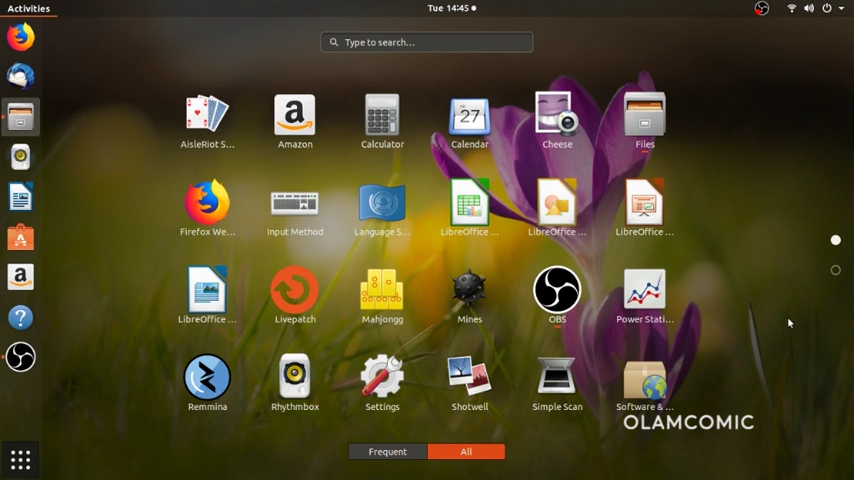 Activities
Tue 14:45
Type to search...
AisleRiot S...
Amazon
Calculator
Calendar
27
Cheese
Files
Firefox We...
Input Method
Language S...
LibreOffice ...
LibreOffice ...
LibreOffice ...
LibreOffice ...
Livepatch
Mahjongg
Mines
OBS
Power Stati...
Remmina
Rhythmbox
Settings
Shotwell
Simple Scan
Software & ...
OLAMCOMIC
Frequent
All